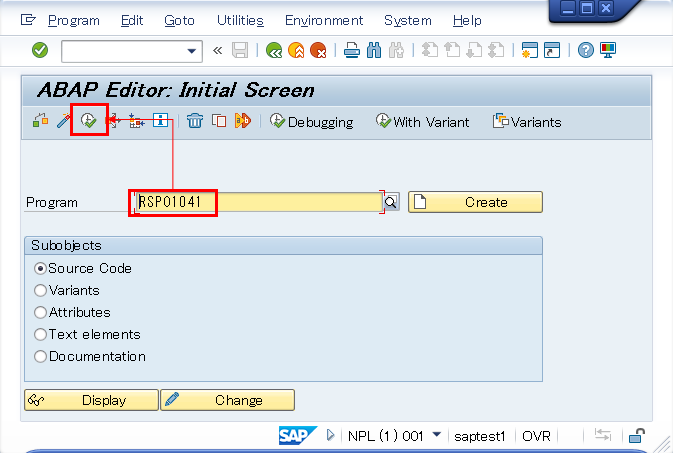 Program Edit Goto Utilities Environment System Help
ABAP Editor: Initial Screen
Debugging With Variant Variants
Program RSPO1041 Create
Subobjects
Source Code
Variants
Attributes
Text elements
Documentation
Display Change
SAP NPL (1) 001 saptest1 OVR